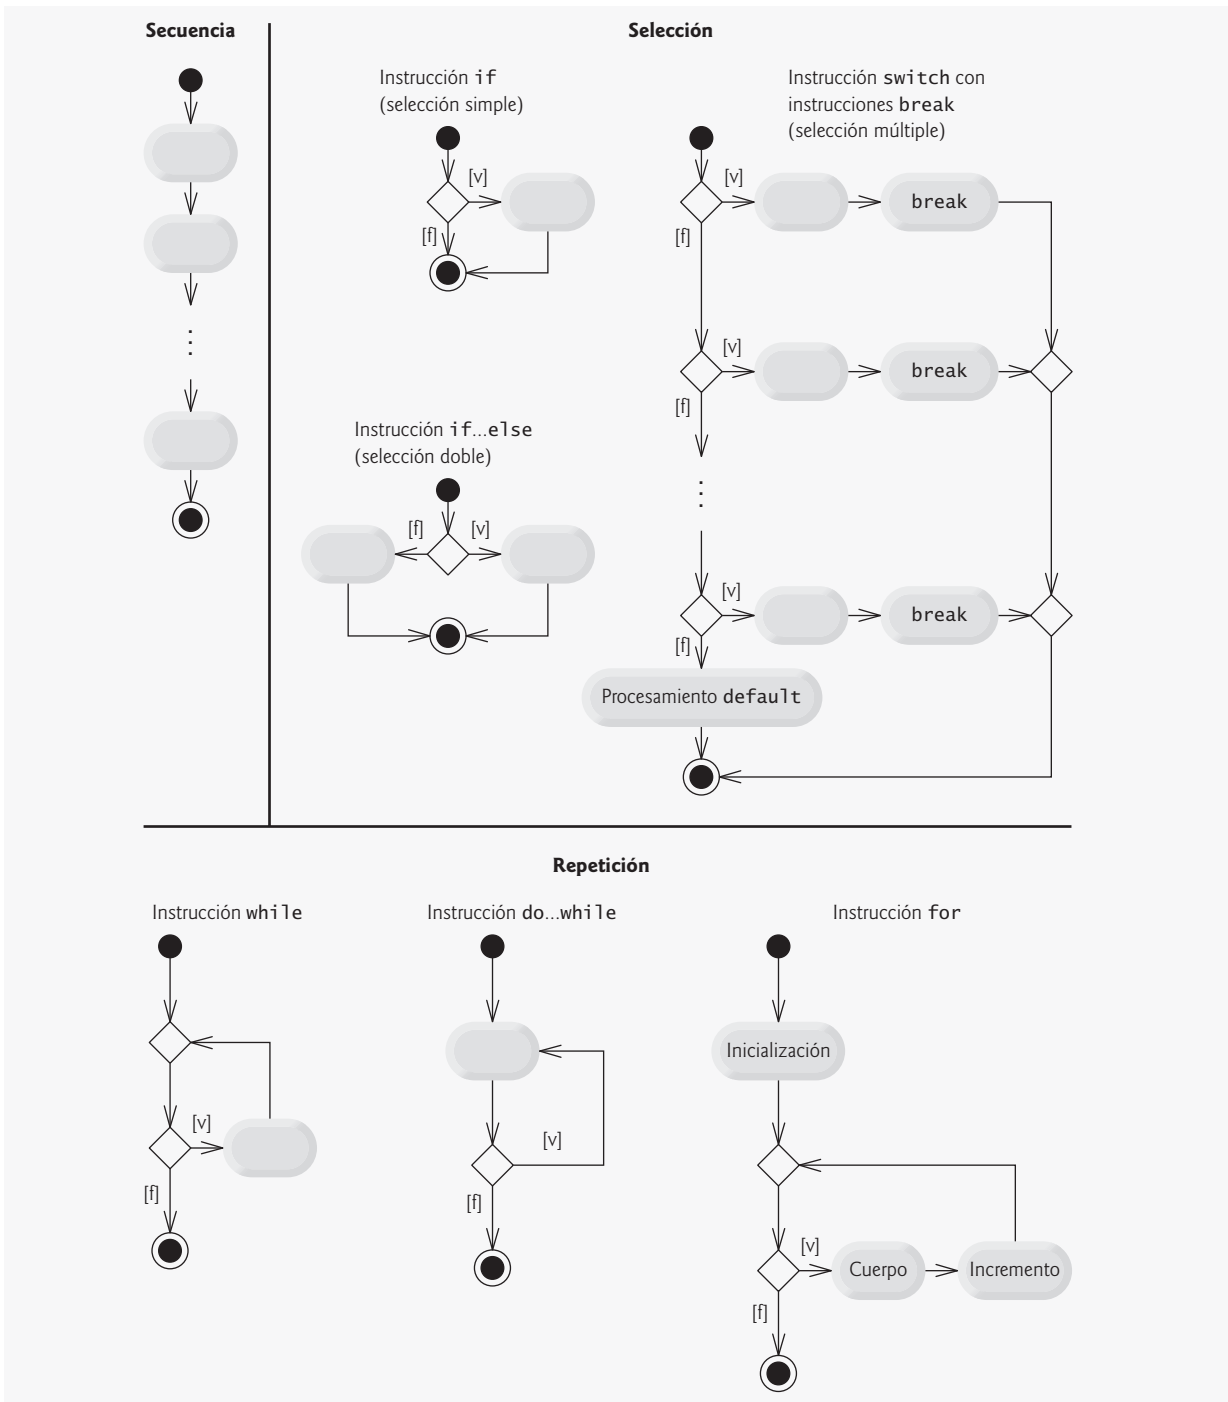 Secuencia
Selección
Instrucción if
(selección simple)
[v]
[f]
Instrucción if...else
(selección doble)
[f]
[v]
Instrucción switch con
instrucciones break
(selección múltiple)
[v]
break
[f]
[v]
break
[f]
[v]
break
[f]
Procesamiento default
Repetición
Instrucción while
[v]
[f]
Instrucción do...while
[v]
[f]
Instrucción for
Inicialización
[v]
Cuerpo
Incremento
[f]